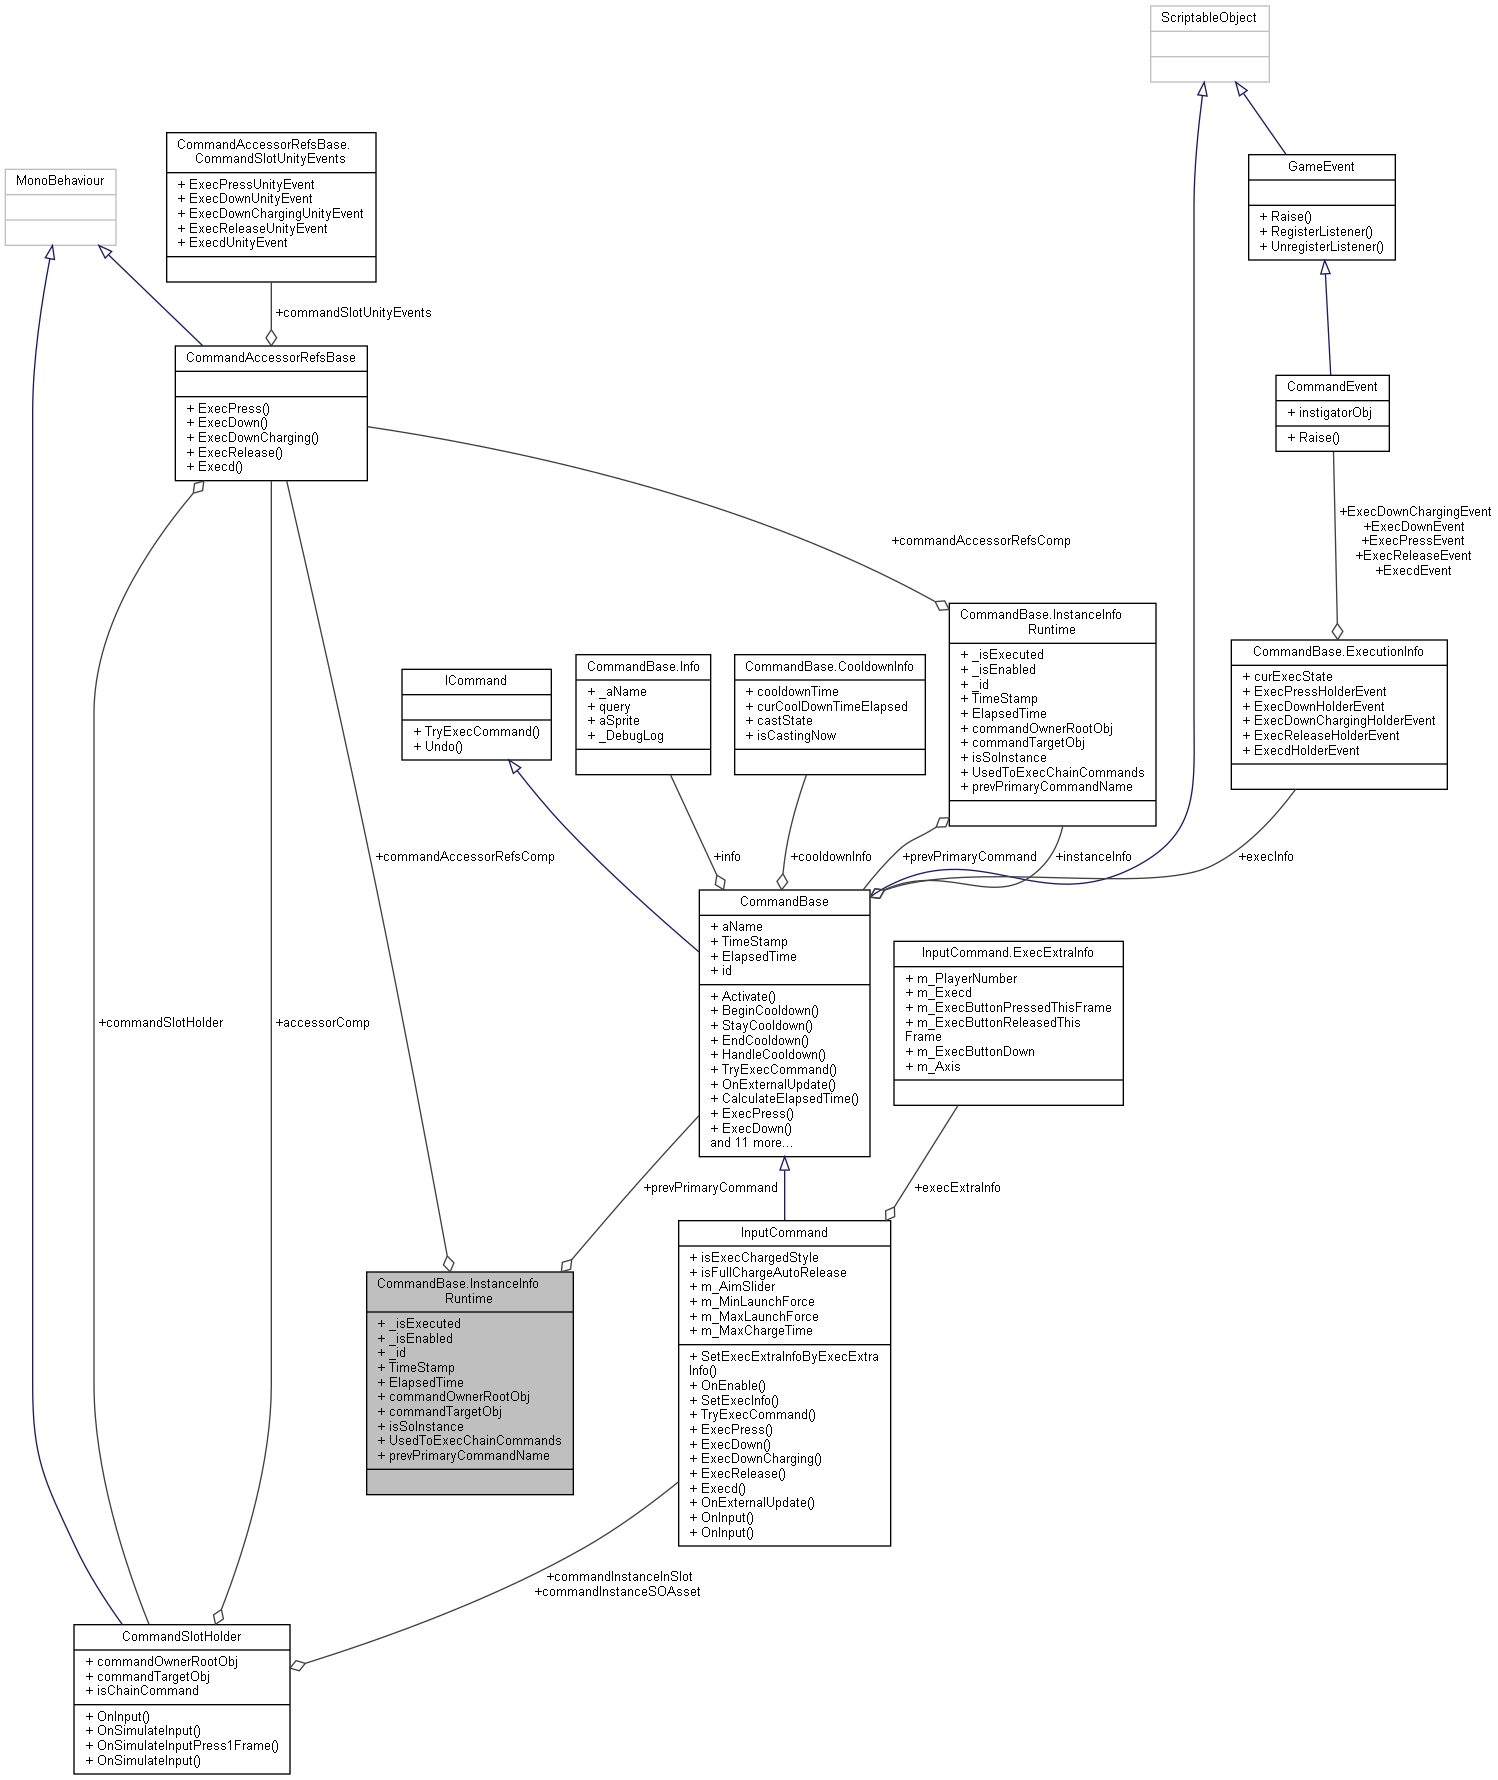 ScriptableObject
CommandAccessorRefsBase.
CommandSlotUnityEvents
+ ExecPressUnityEvent
+ ExecDownUnityEvent
+ ExecDownChargingUnityEvent
+ ExecReleaseUnityEvent
+ ExecdUnityEvent
MonoBehaviour
GameEvent
+ Raise()
+ RegisterListener()
+ UnregisterListener()
+commandSlotUnityEvents
CommandAccessorRefsBase
+ ExecPress()
+ ExecDown()
+ ExecDownCharging()
+ ExecRelease()
+ Execd()
CommandEvent
+ instigatorObj
+ Raise()
+ExecDownChargingEvent
+ExecDownEvent
+ExecPressEvent
+ExecReleaseEvent
+ExecdEvent
+commandAccessorRefsComp
CommandBase.InstanceInfo
Runtime
+ _isExecuted
+ _isEnabled
+ _id
+ TimeStamp
+ ElapsedTime
+ commandOwnerRootObj
+ commandTargetObj
+ isSoInstance
+ UsedToExecChainCommands
+ prevPrimaryCommandName
CommandBase.ExecutionInfo
+ curExecState
+ ExecPressHolderEvent
+ ExecDownHolderEvent
+ ExecDownChargingHolderEvent
+ ExecReleaseHolderEvent
+ ExecdHolderEvent
ICommand
+ TryExecCommand()
+ Undo()
CommandBase.Info
+ _aName
+ query
+ aSprite
+ _DebugLog
CommandBase.CooldownInfo
+ cooldownTime
+ curCoolDownTimeElapsed
+ castState
+ isCastingNow
+commandAccessorRefsComp
+info
+cooldownInfo
+prevPrimaryCommand
+instanceInfo
+execInfo
CommandBase
+ aName
+ TimeStamp
+ ElapsedTime
+ id
+ Activate()
+ BeginCooldown()
+ StayCooldown()
+ EndCooldown()
+ HandleCooldown()
+ TryExecCommand()
+ OnExternalUpdate()
+ CalculateElapsedTime()
+ ExecPress()
+ ExecDown()
and 11 more...
InputCommand.ExecExtraInfo
+ m_PlayerNumber
+ m_Execd
+ m_ExecButtonPressedThisFrame
+ m_ExecButtonReleasedThis
Frame
+ m_ExecButtonDown
+ m_Axis
+commandSlotHolder
+accessorComp
+prevPrimaryCommand
+execExtraInfo
CommandBase.InstanceInfo
Runtime
+ _isExecuted
+ _isEnabled
+ _id
+ TimeStamp
+ ElapsedTime
+ commandOwnerRootObj
+ commandTargetObj
+ isSoInstance
+ UsedToExecChainCommands
+ prevPrimaryCommandName
InputCommand
+ isExecChargedStyle
+ isFullChargeAutoRelease
+ m_AimSlider
+ m_MinLaunchForce
+ m_MaxLaunchForce
+ m_MaxChargeTime
+ SetExecExtraInfoByExecExtra
Info()
+ OnEnable()
+ SetExecInfo()
+ TryExecCommand()
+ ExecPress()
+ ExecDown()
+ ExecDownCharging()
+ ExecRelease()
+ Execd()
+ OnExternalUpdate()
+ OnInput()
+ OnInput()
+commandInstanceInSlot
+commandInstanceSOAsset
CommandSlotHolder
+ commandOwnerRootObj
+ commandTargetObj
+ isChainCommand
+ OnInput()
+ OnSimulateInput()
+ OnSimulateInputPress1Frame()
+ OnSimulateInput()